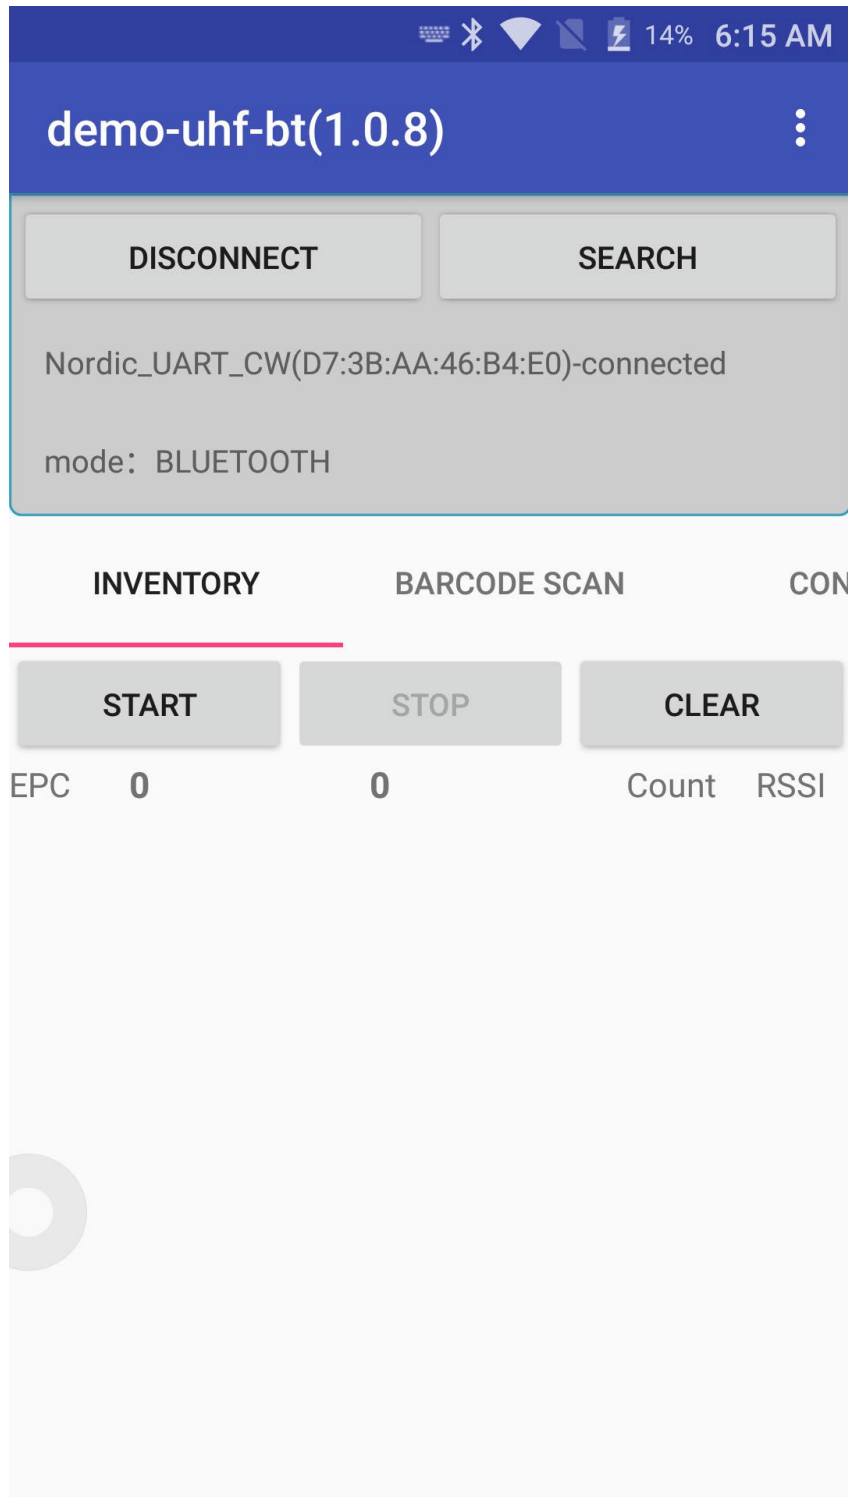 14% 6:15 AM
demo-uhf-bt(1.0.8)
DISCONNECT SEARCH
Nordic_UART_CW(D7:3B:AA:46:B4:E0)-connected
mode：BLUETOOTH
INVENTORY BARCODE SCAN CON
START STOP CLEAR
EPC 0 0 Count RSSI